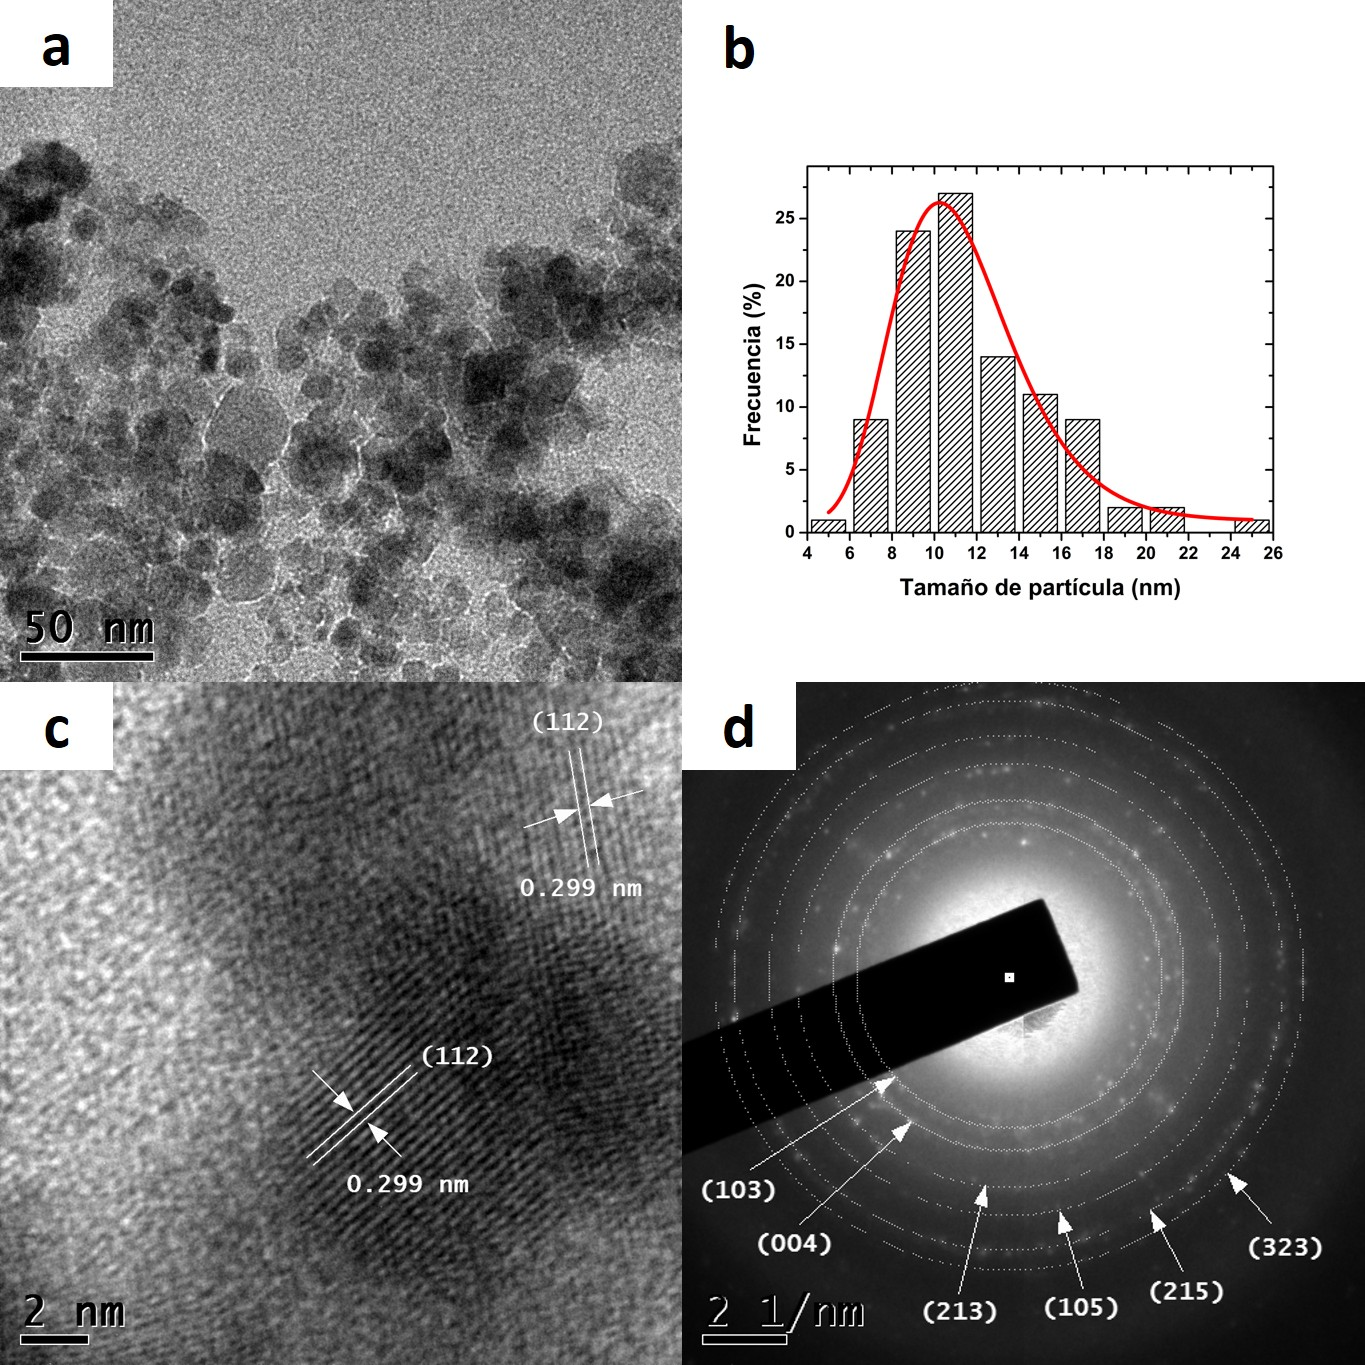 a
50 nm
b
Frecuencia (%)
25
20
15
10
5
0
4 6 8 10 12 14 16 18 20 22 24 26
Tamaño de partícula (nm)
c
(112)
0.299 nm
(112)
0.299 nm
2 nm
d
(103)
(004)
(213)
(105)
(215)
(323)
2 1/nm